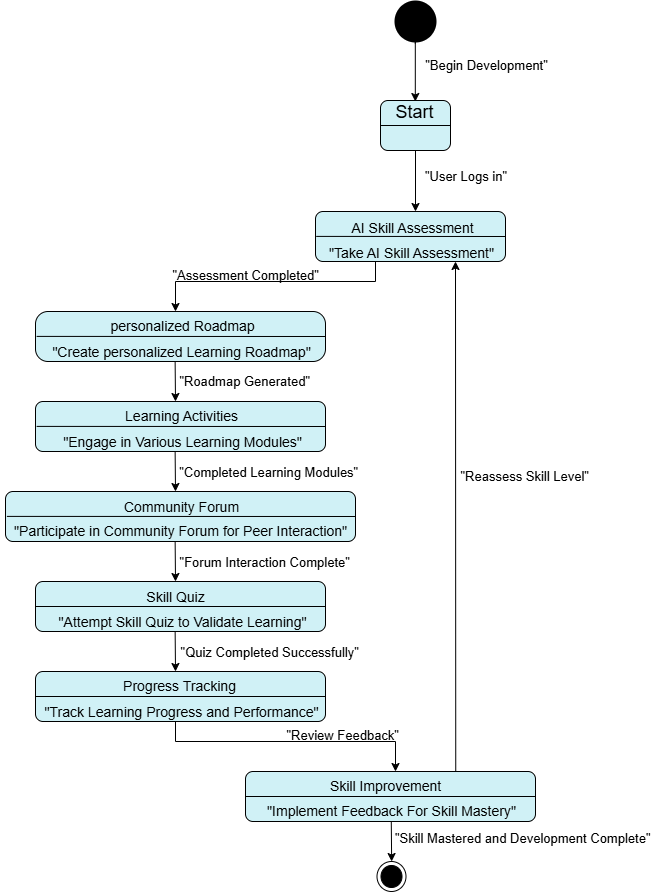 "Begin Development"
Start
"User Logs in"
AI Skill Assessment
"Take AI Skill Assessment"
"Assessment Completed"
personalized Roadmap
"Create personalized Learning Roadmap"
"Roadmap Generated"
Learning Activities
"Engage in Various Learning Modules"
"Completed Learning Modules"
"Reassess Skill Level"
Community Forum
"Participate in Community Forum for Peer Interaction"
"Forum Interaction Complete"
Skill Quiz
"Attempt Skill Quiz to Validate Learning"
"Quiz Completed Successfully"
Progress Tracking
"Track Learning Progress and Performance"
"Review Feedback"
Skill Improvement
"Implement Feedback For Skill Mastery"
"Skill Mastered and Development Complete"